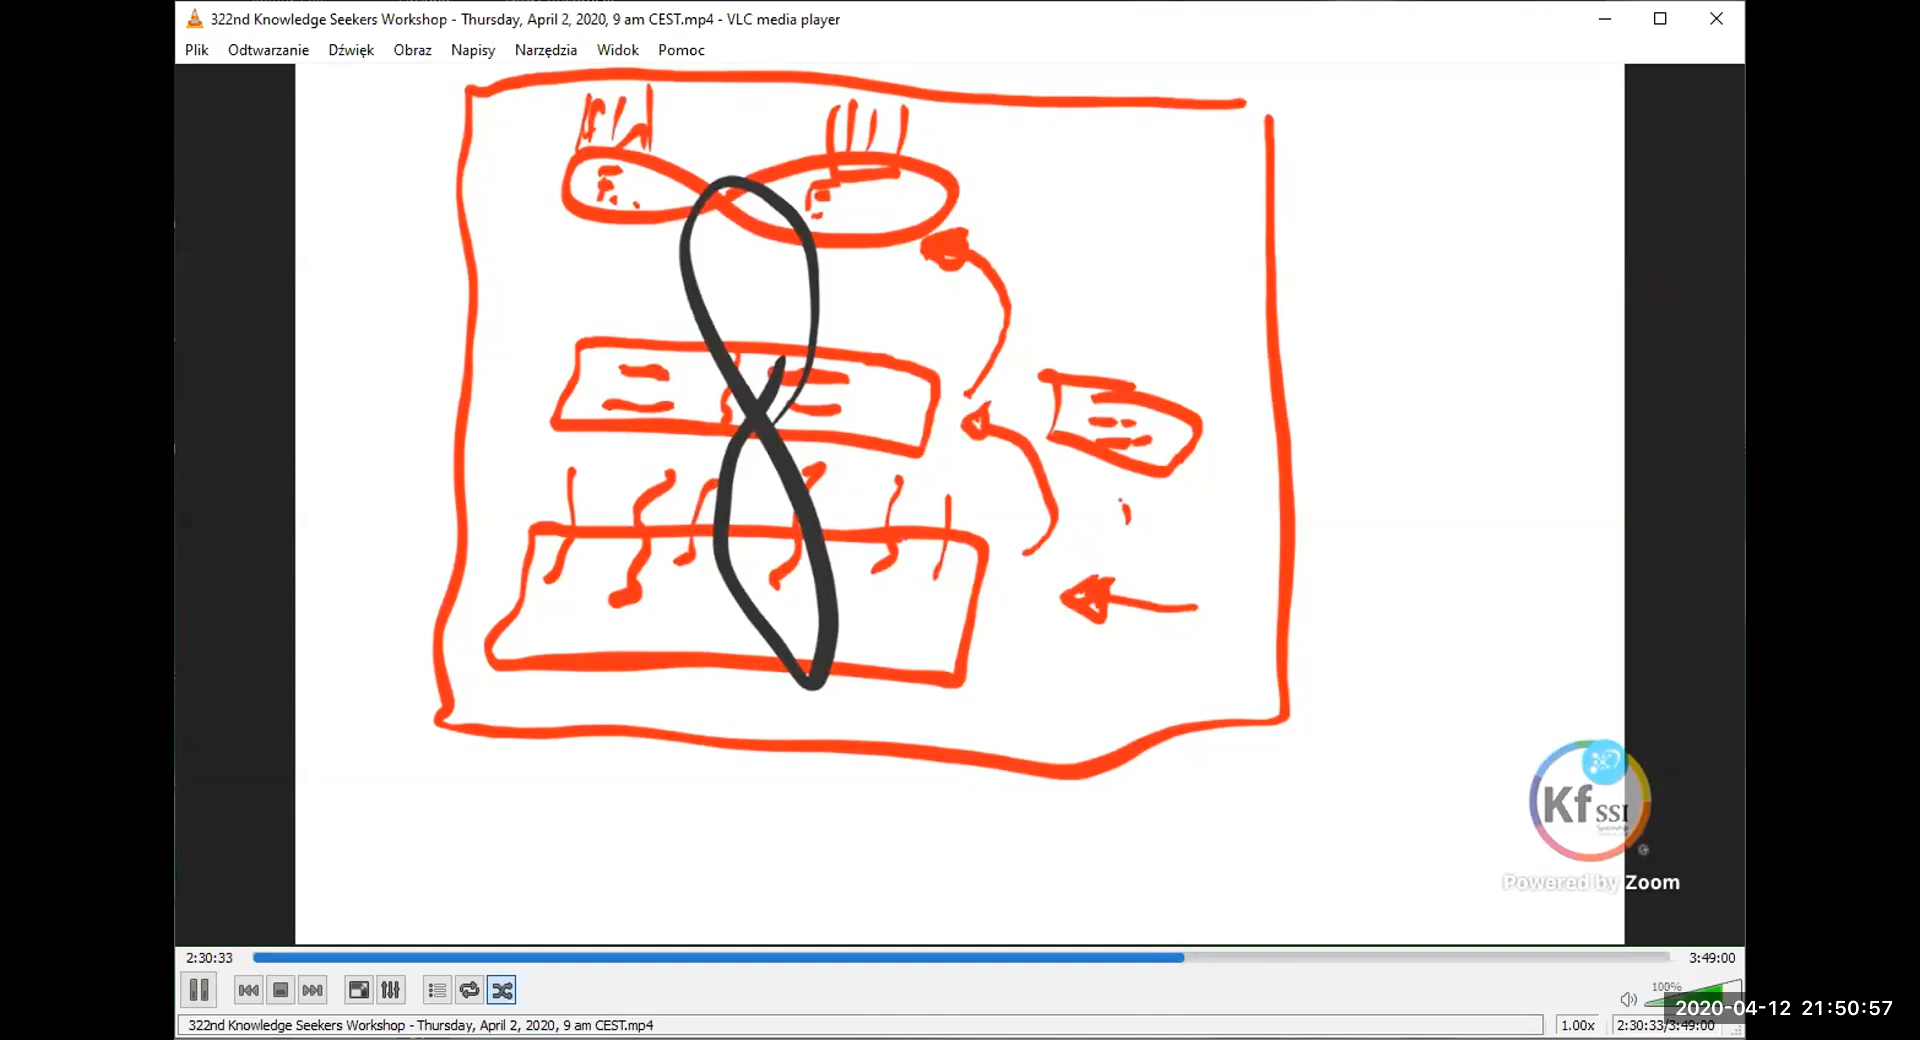 322nd Knowledge Seekers Workshop - Thursday, April 2, 2020, 9 am CEST.mp4 - VLC media player
Plik Odtwarzanie Dźwięk Obraz Napisy Narzędzia Widok Pomoc
Kf SSI
Powered by Zoom
2:30:33 3:49:00
100%
2020-04-12 21:50:57
322nd Knowledge Seekers Workshop - Thursday, April 2, 2020, 9 am CEST.mp4 1.00x 2:30:33/3:49:00